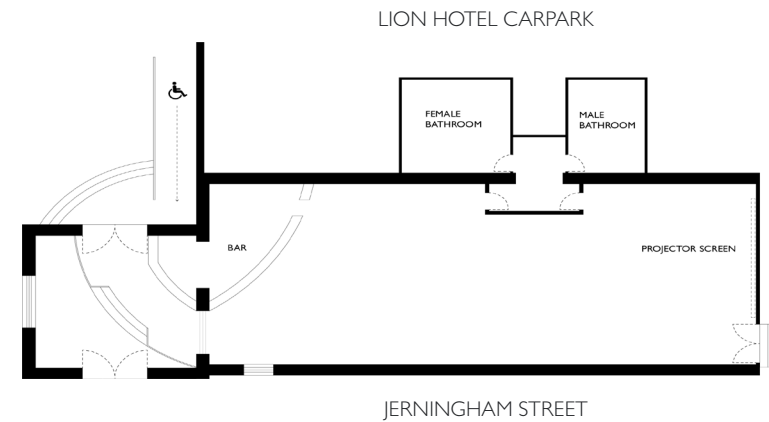 LION HOTEL CARPARK
FEMALE
BATHROOM
MALE
BATHROOM
BAR
PROJECTOR SCREEN
JERNINGHAM STREET